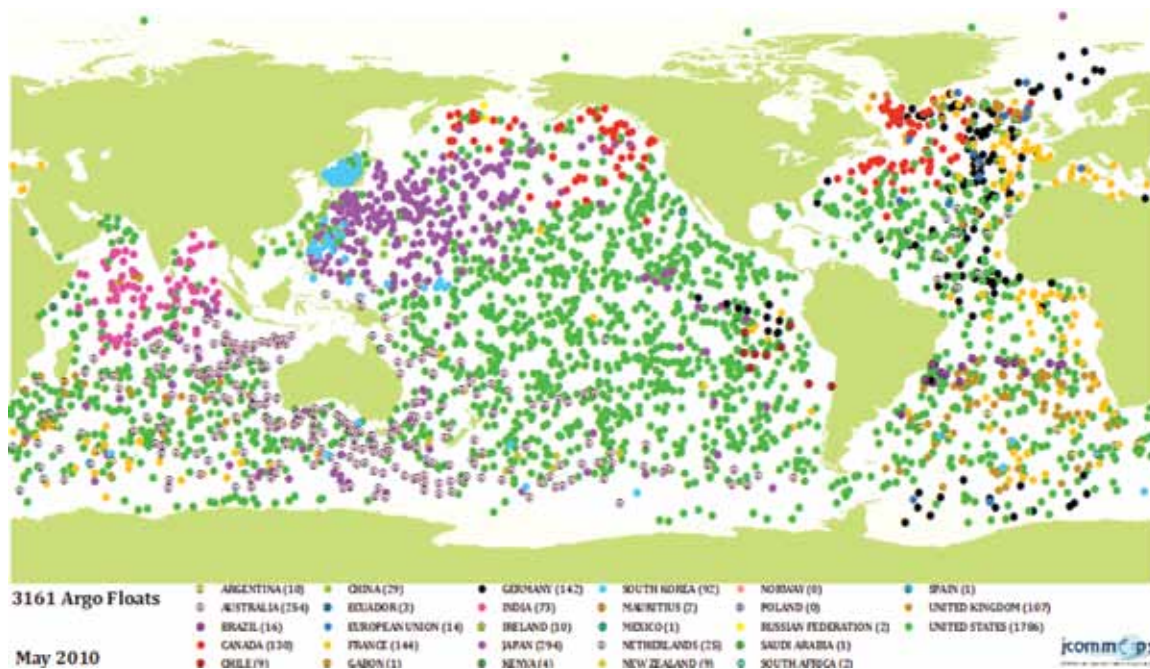 3161 Argo Floats
May 2010
ARGENTINA (10)
AUSTRALIA (254)
BRAZIL (16)
CANADA (130)
CHILE (9)
CHINA (29)
ECUADOR (3)
EUROPEAN UNION (14)
FRANCE (144)
GABON (1)
GERMANY (142)
INDIA (73)
IRELAND (10)
JAPAN (294)
KENYA (4)
SOUTH KOREA (92)
MAURITIUS (2)
MEXICO (1)
NETHERLANDS (25)
NEW ZEALAND (9)
NORWAY (0)
POLAND (0)
RUSSIAN FEDERATION (2)
SAUDI ARABIA (1)
SOUTH AFRICA (2)
SPAIN (1)
UNITED KINGDOM (107)
UNITED STATES (1786)
jcommops